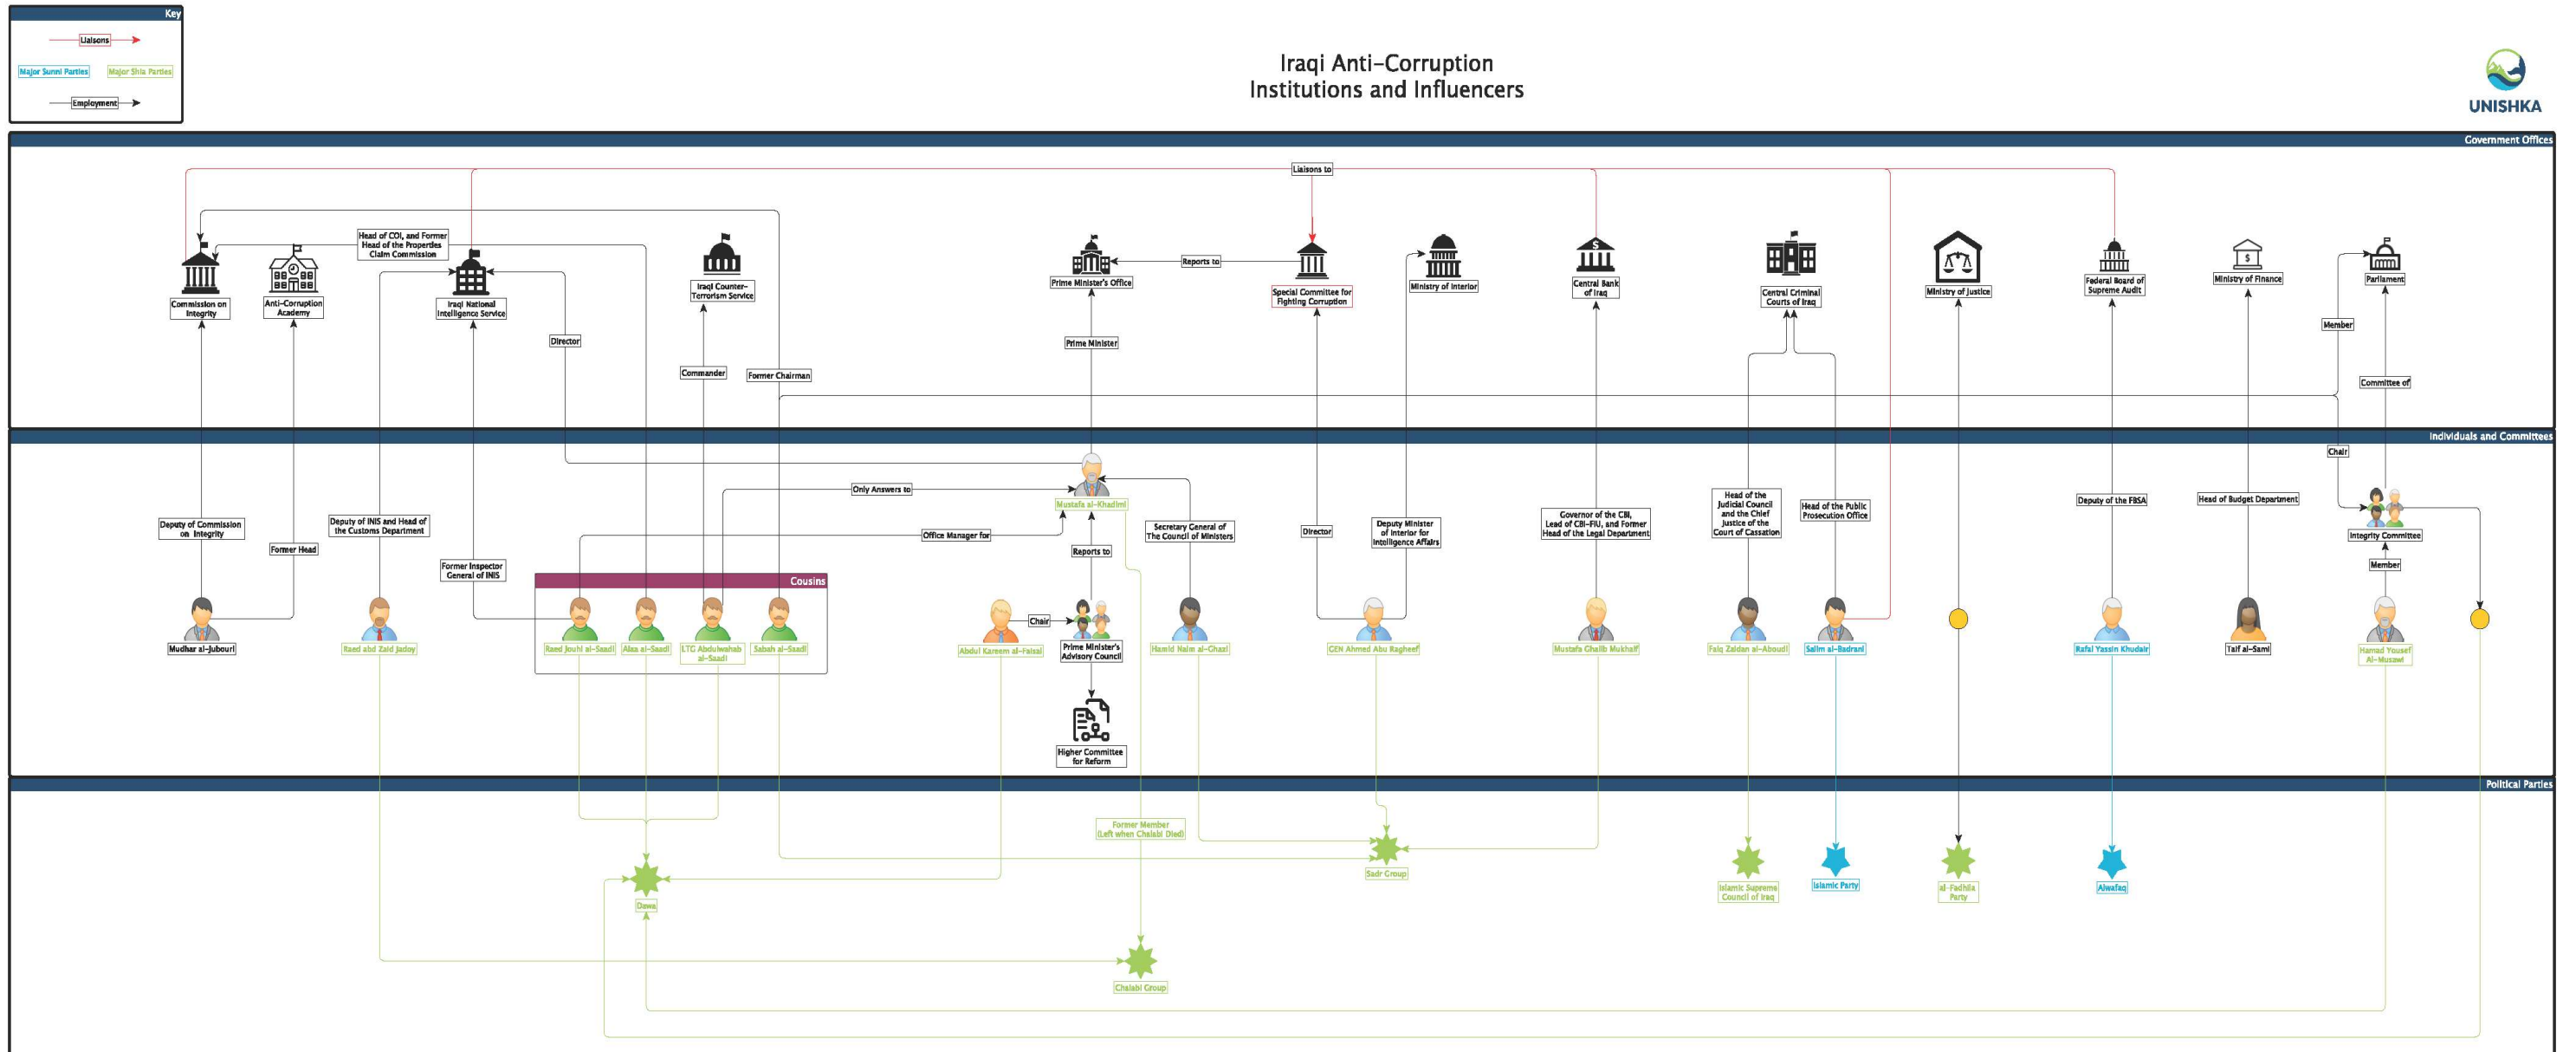 Key
Liaisons
Major Sunni Parties
Major Shia Parties
Employment
Iraqi Anti-Corruption
Institutions and Influencers
UNISHKA
Government Offices
Liaisons to
Head of COI, and Former
Head of the Properties
Claim Commission
Commission on
Integrity
Anti-Corruption
Academy
Iraqi National
Intelligence Service
Iraqi Counter-
Terrorism Service
Prime Minister's Office
Reports to
Special Committee for
Fighting Corruption
Ministry of Interior
Central Bank
of Iraq
Central Criminal
Courts of Iraq
Ministry of Justice
Federal Board of
Supreme Audit
Ministry of Finance
Parliament
Member
Director
Prime Minister
Commander
Former Chairman
Committee of
Individuals and Committees
Chair
Only Answers to
Mustafa al-Khadimi
Deputy of Commission
on Integrity
Former Head
Deputy of INIS and Head of
the Customs Department
Former Inspector
General of INIS
Office Manager for
Reports to
Secretary General of
The Council of Ministers
Director
Deputy Minister
of Interior for
Intelligence Affairs
Governor of the CBI,
Lead of CBI-FIU, and Former
Head of the Legal Department
Head of the
Judicial Council
and the Chief
Justice of the
Court of Cassation
Head of the Public
Prosecution Office
Deputy of the FBSA
Head of Budget Department
Integrity Committee
Member
Cousins
Chair
Mudhar al-Jubouri
Raed abd Zaid Jadoy
Raed Jouhi al-Saadi
Alaa al-Saadi
LTG Abdulwahab
al-Saadi
Sabah al-Saadi
Abdul Kareem al-Faisal
Prime Minister's
Advisory Council
Hamid Naim al-Ghazi
GEN Ahmed Abu Ragheef
Mustafa Ghalib Mukhaif
Faiq Zaidan al-Aboudi
Salim al-Badrani
Rafal Yassin Khudair
Taif al-Sami
Hamad Yousef
Al-Musawi
Higher Committee
for Reform
Political Parties
Former Member
(Left when Chalabi Died)
Dawa
Sadr Group
Islamic Supreme
Council of Iraq
Islamic Party
al-Fadhila
Party
Alwafaq
Chalabi Group